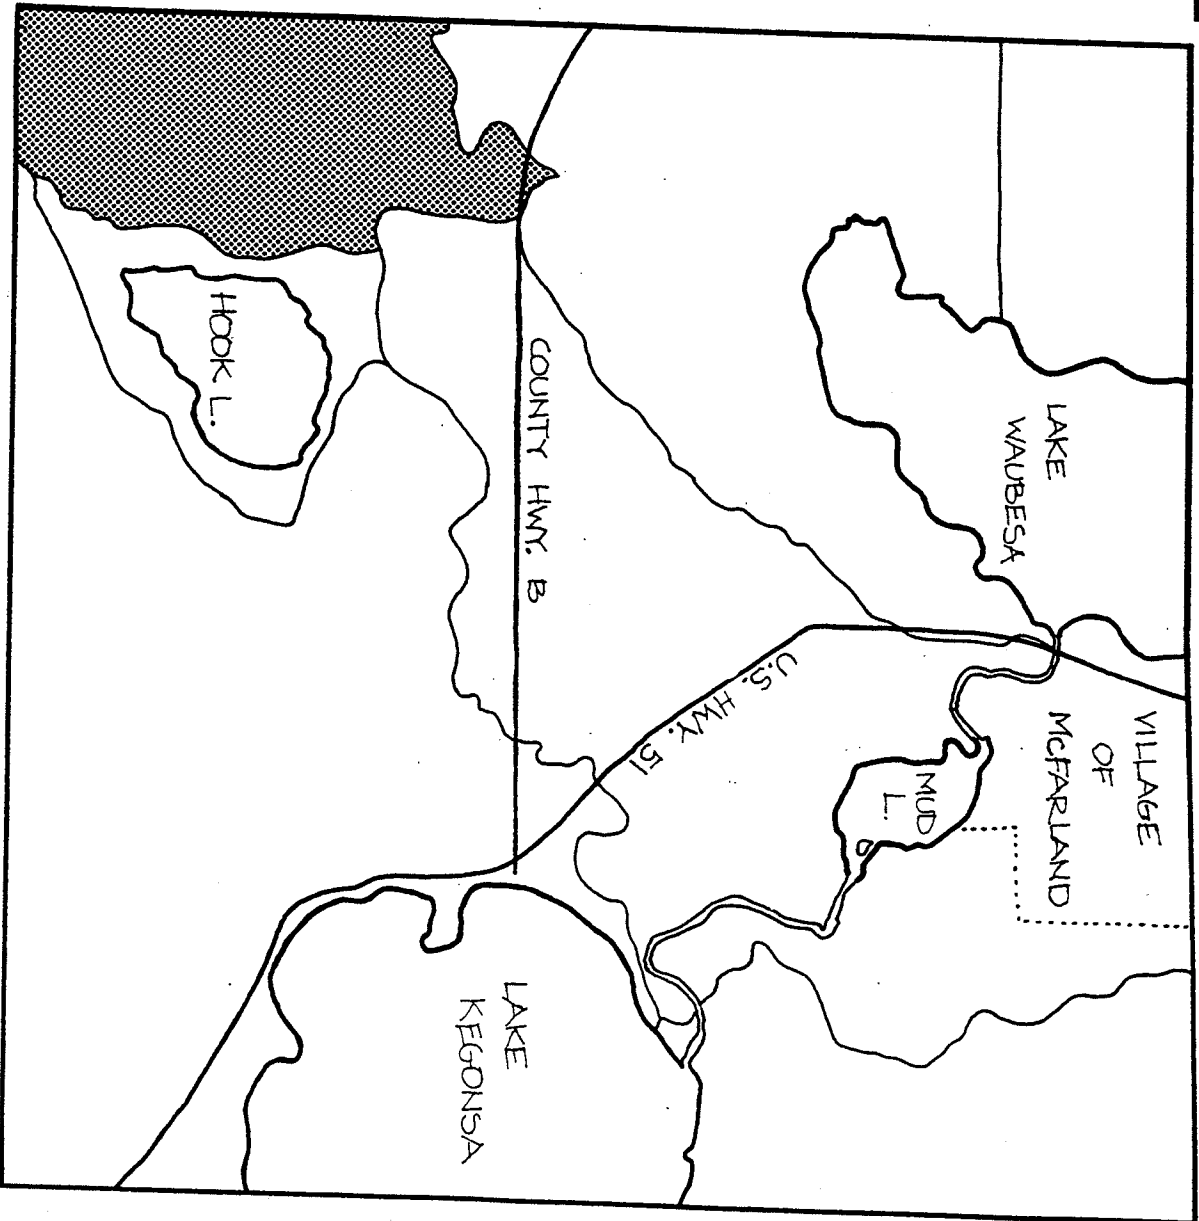 LAKE
WAUBESA
VILLAGE
OF
McFARLAND
MUD
L.
U.S. HWY. 51
COUNTY HWY. B
HOOK L.
LAKE
KEGONSA